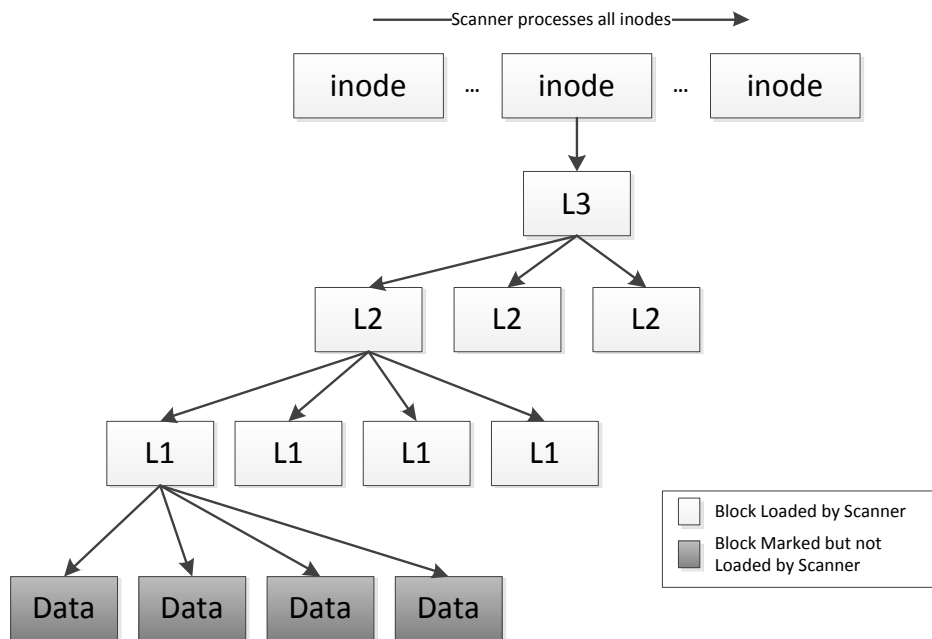 Scanner processes all inodes
inode ... inode ... inode
L3
L2 L2 L2
L1 L1 L1 L1
Block Loaded by Scanner
Block Marked but not
Loaded by Scanner
Data Data Data Data